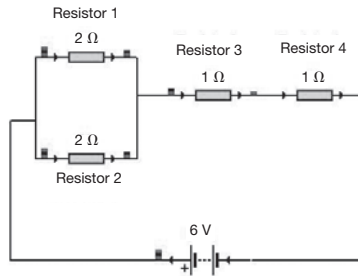 Resistor 1
2 Ω
Resistor 3
Resistor 4
1 Ω
1 Ω
2 Ω
Resistor 2
6 V
+